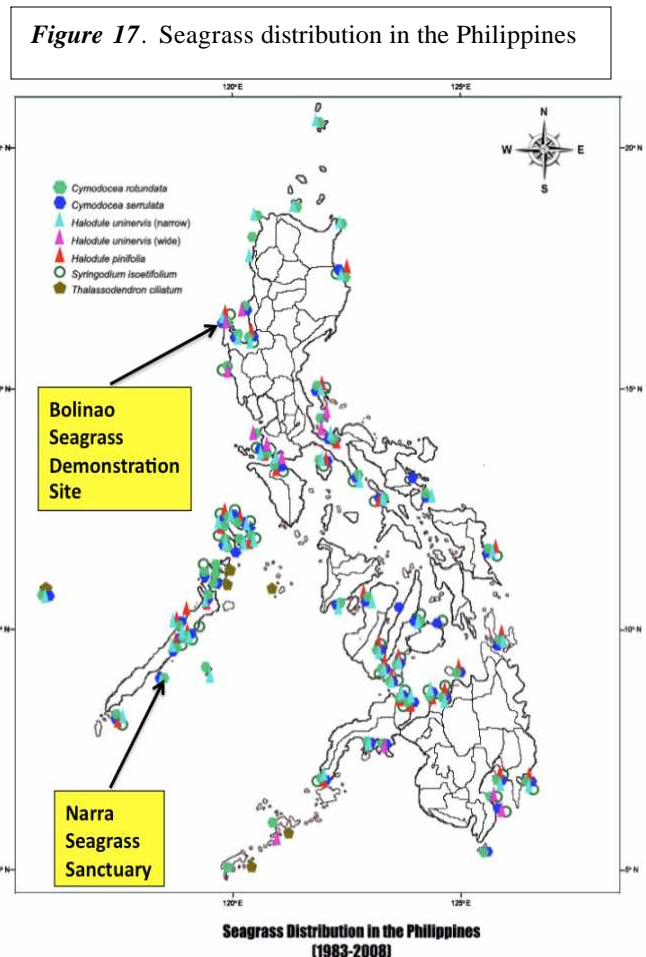 Figure 17. Seagrass distribution in the Philippines
120°E
125°E
N
W
E
S
° N
20° N
Cymodocea rotundata
Cymodocea serrulata
Halodule uninervis (narrow)
Halodule uninervis (wide)
Halodule pinifolia
Syringodium isoetifolium
Thalassodendron ciliatum
° N
15° N
Bolinao
Seagrass
Demonstration
Site
° N
10° N
Narra
Seagrass
Sanctuary
° N
5° N
120°E
125°E
Seagrass Distribution in the Philippines
(1983-2008)